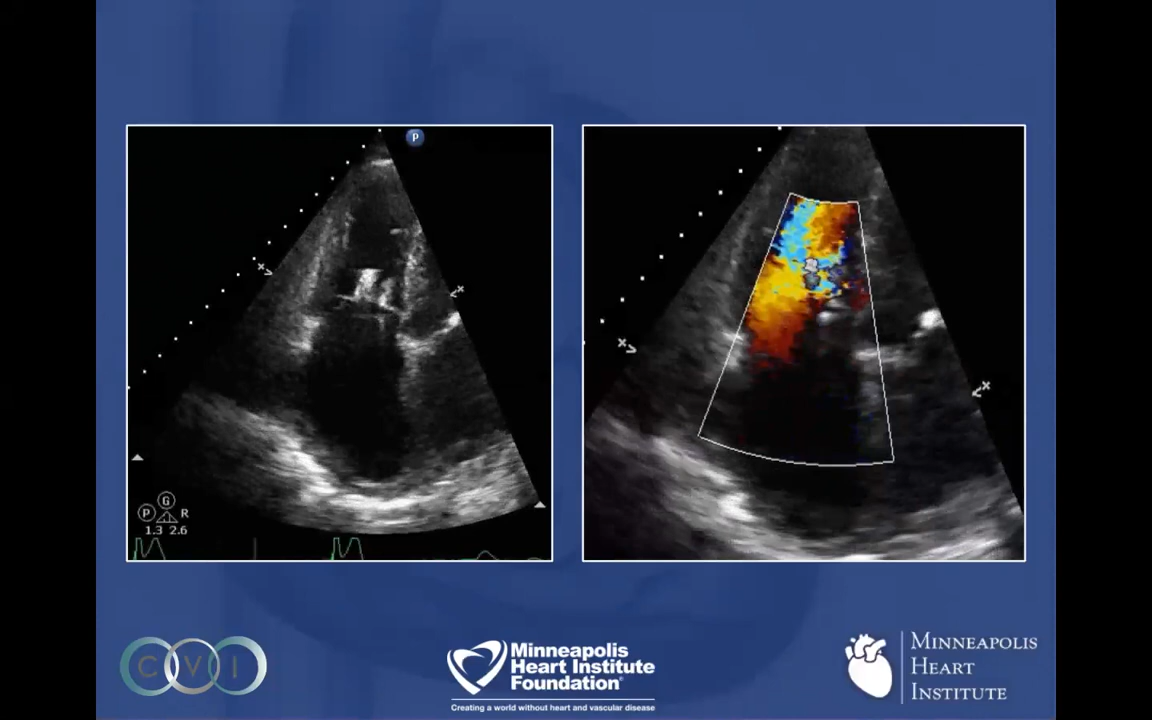 P
G
P R
1.3 2.6
CVI
Minneapolis
Heart Institute
Foundation®
Creating a world without heart and vascular disease
MINNEAPOLIS
HEART
INSTITUTE